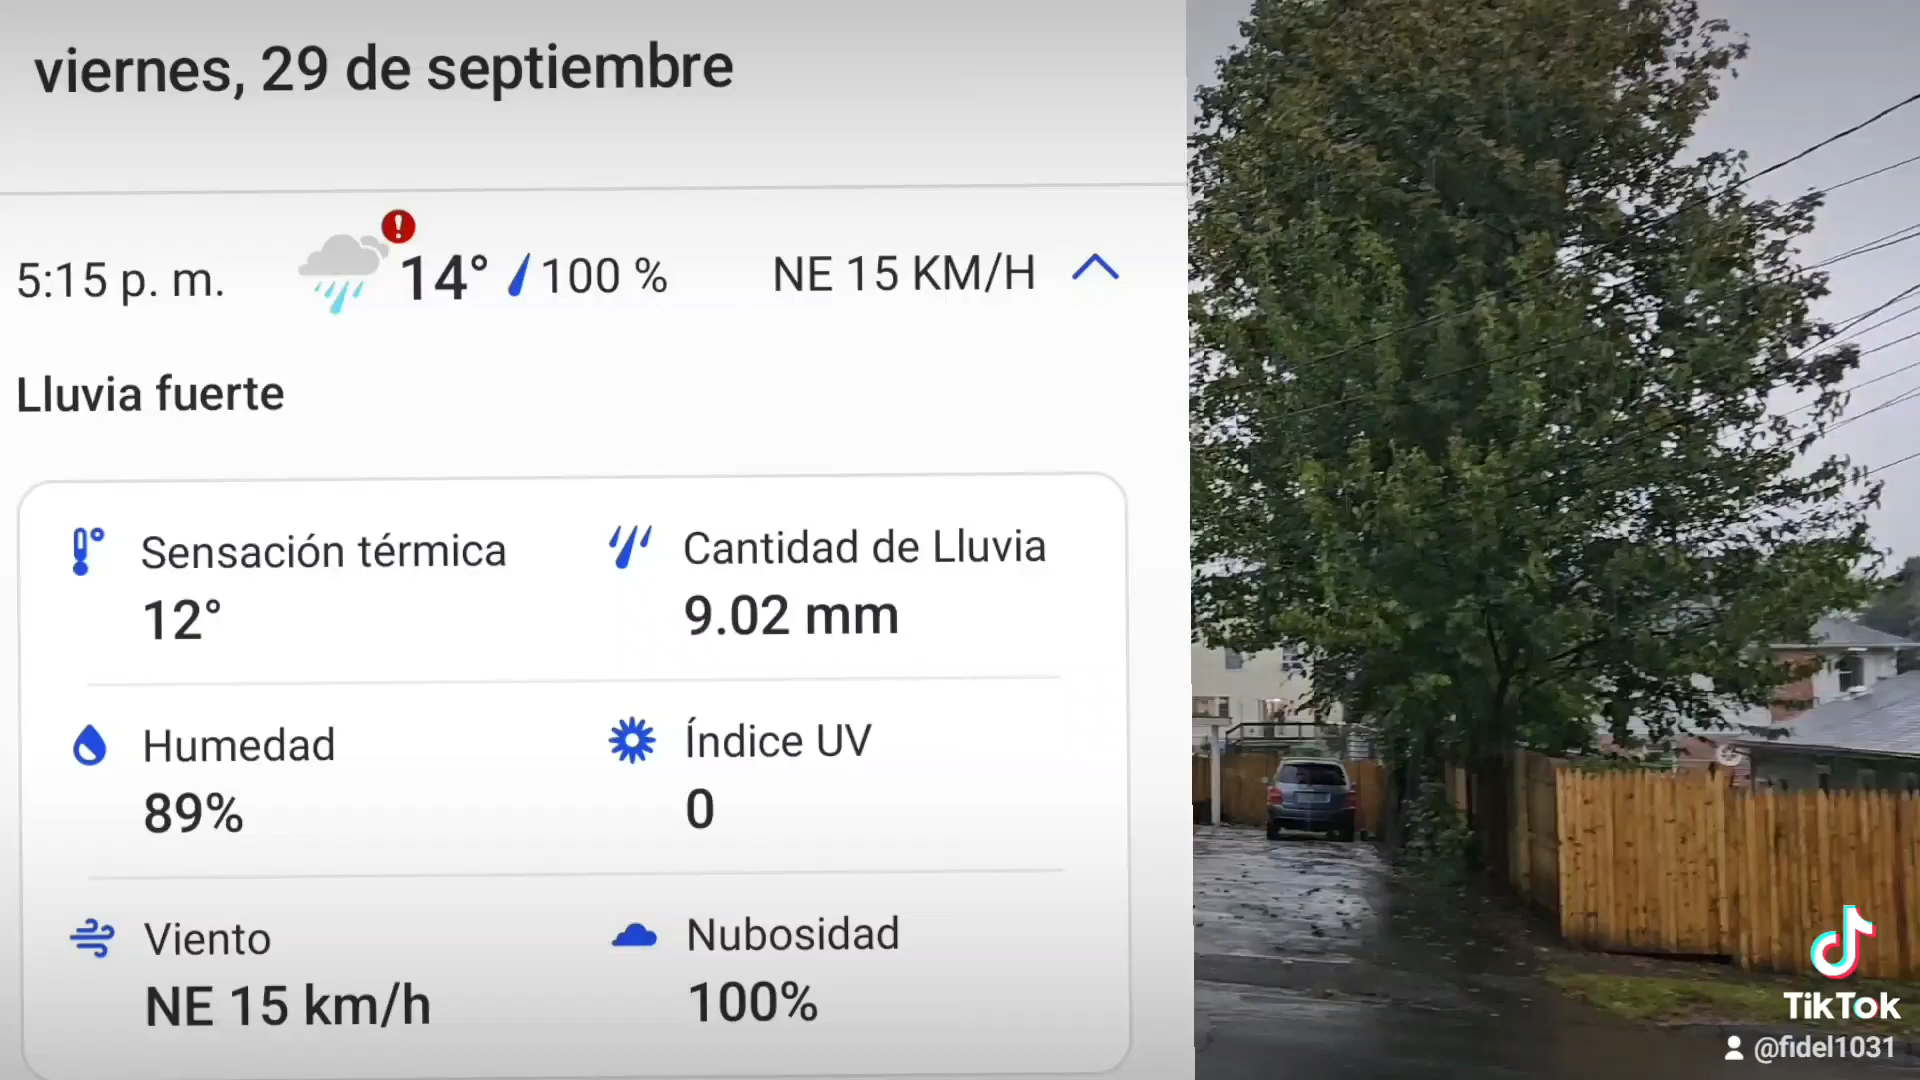 viernes, 29 de septiembre
5:15 p. m. 14° 100 % NE 15 KM/H
Lluvia fuerte
Sensación térmica
12°
Cantidad de Lluvia
9.02 mm
Humedad
89%
Índice UV
0
Viento
NE 15 km/h
Nubosidad
100%
TikTok
@fidel1031